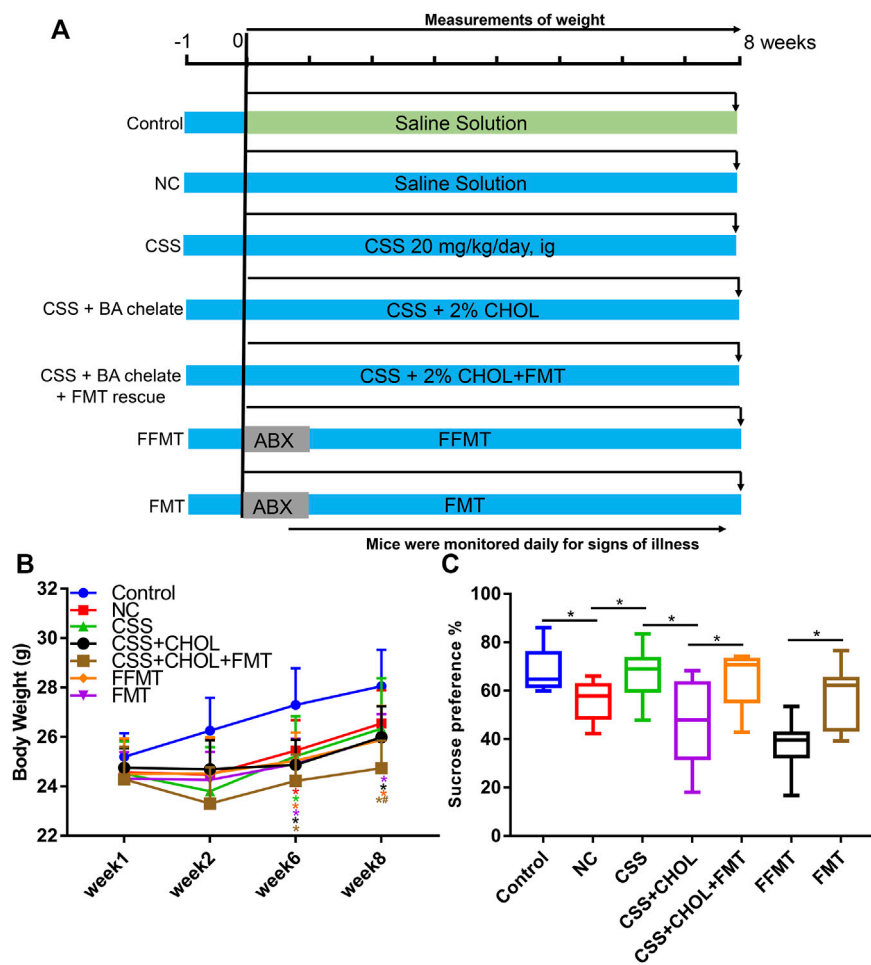 A
Measurements of weight
-1
0
8 weeks
Control
Saline Solution
NC
Saline Solution
CSS
CSS 20 mg/kg/day, ig
CSS + BA chelate
CSS + 2% CHOL
CSS + BA chelate
+ FMT rescue
CSS + 2% CHOL+FMT
FFMT
ABX
FFMT
FMT
ABX
FMT
Mice were monitored daily for signs of illness
B
Body Weight (g)
32
30
28
26
24
22
Control
NC
CSS
CSS+CHOL
CSS+CHOL+FMT
FFMT
FMT
*
*
*
*
*
*
*
*
*
*#
week1
week2
week6
week8
C
Sucrose preference %
100
80
60
40
20
0
*
*
*
*
*
Control
NC
CSS
CSS+CHOL
CSS+CHOL+FMT
FFMT
FMT